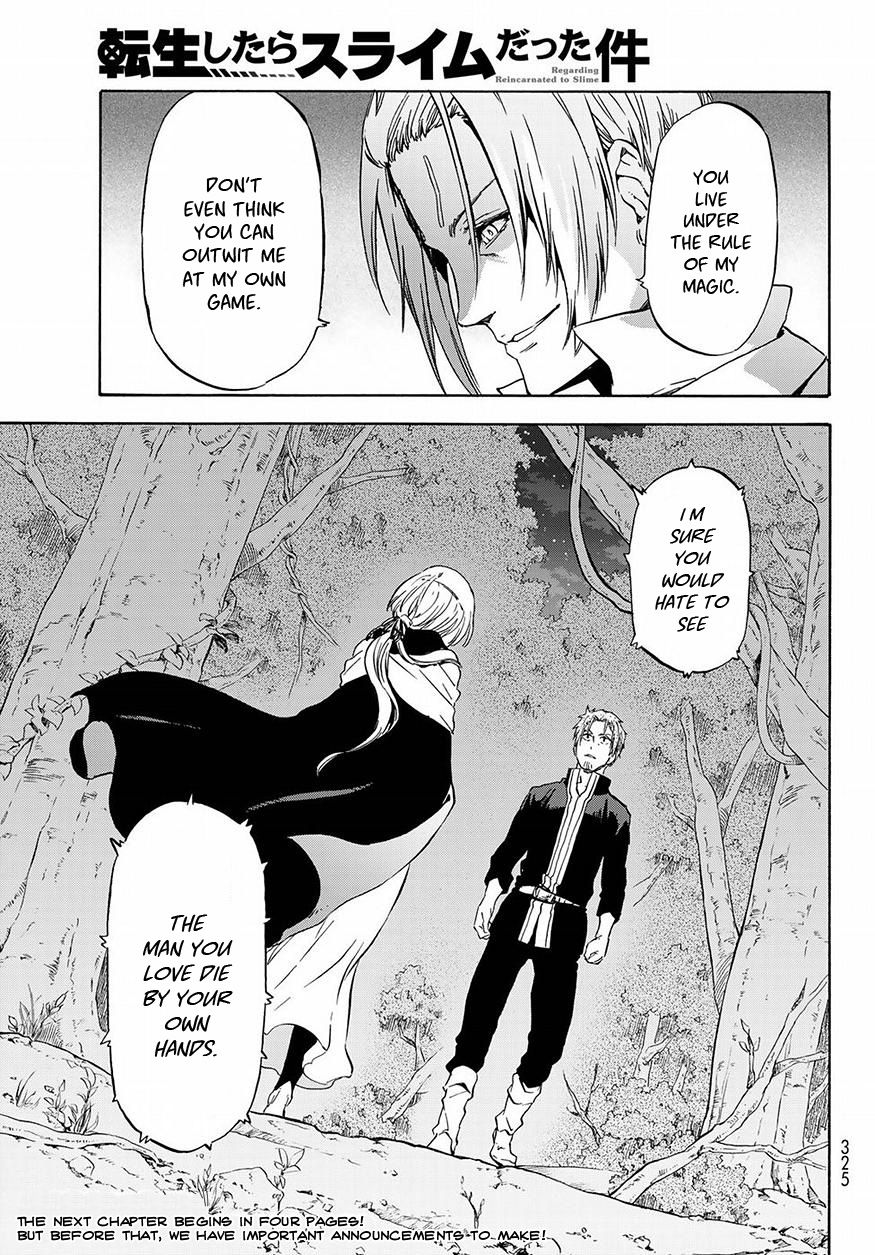 転生したらスライムだった件
Regarding
Reincarnated to Slime
YOU
LIVE
UNDER
THE RULE
OF MY
MAGIC.
DON'T
EVEN THINK
YOU CAN
OUTWIT ME
AT MY OWN
GAME.
I'M
SURE
YOU
WOULD
HATE TO
SEE
THE
MAN YOU
LOVE DIE
BY YOUR
OWN
HANDS.
325
THE NEXT CHAPTER BEGINS IN FOUR PAGES!
BUT BEFORE THAT, WE HAVE IMPORTANT ANNOUNCEMENTS TO MAKE!